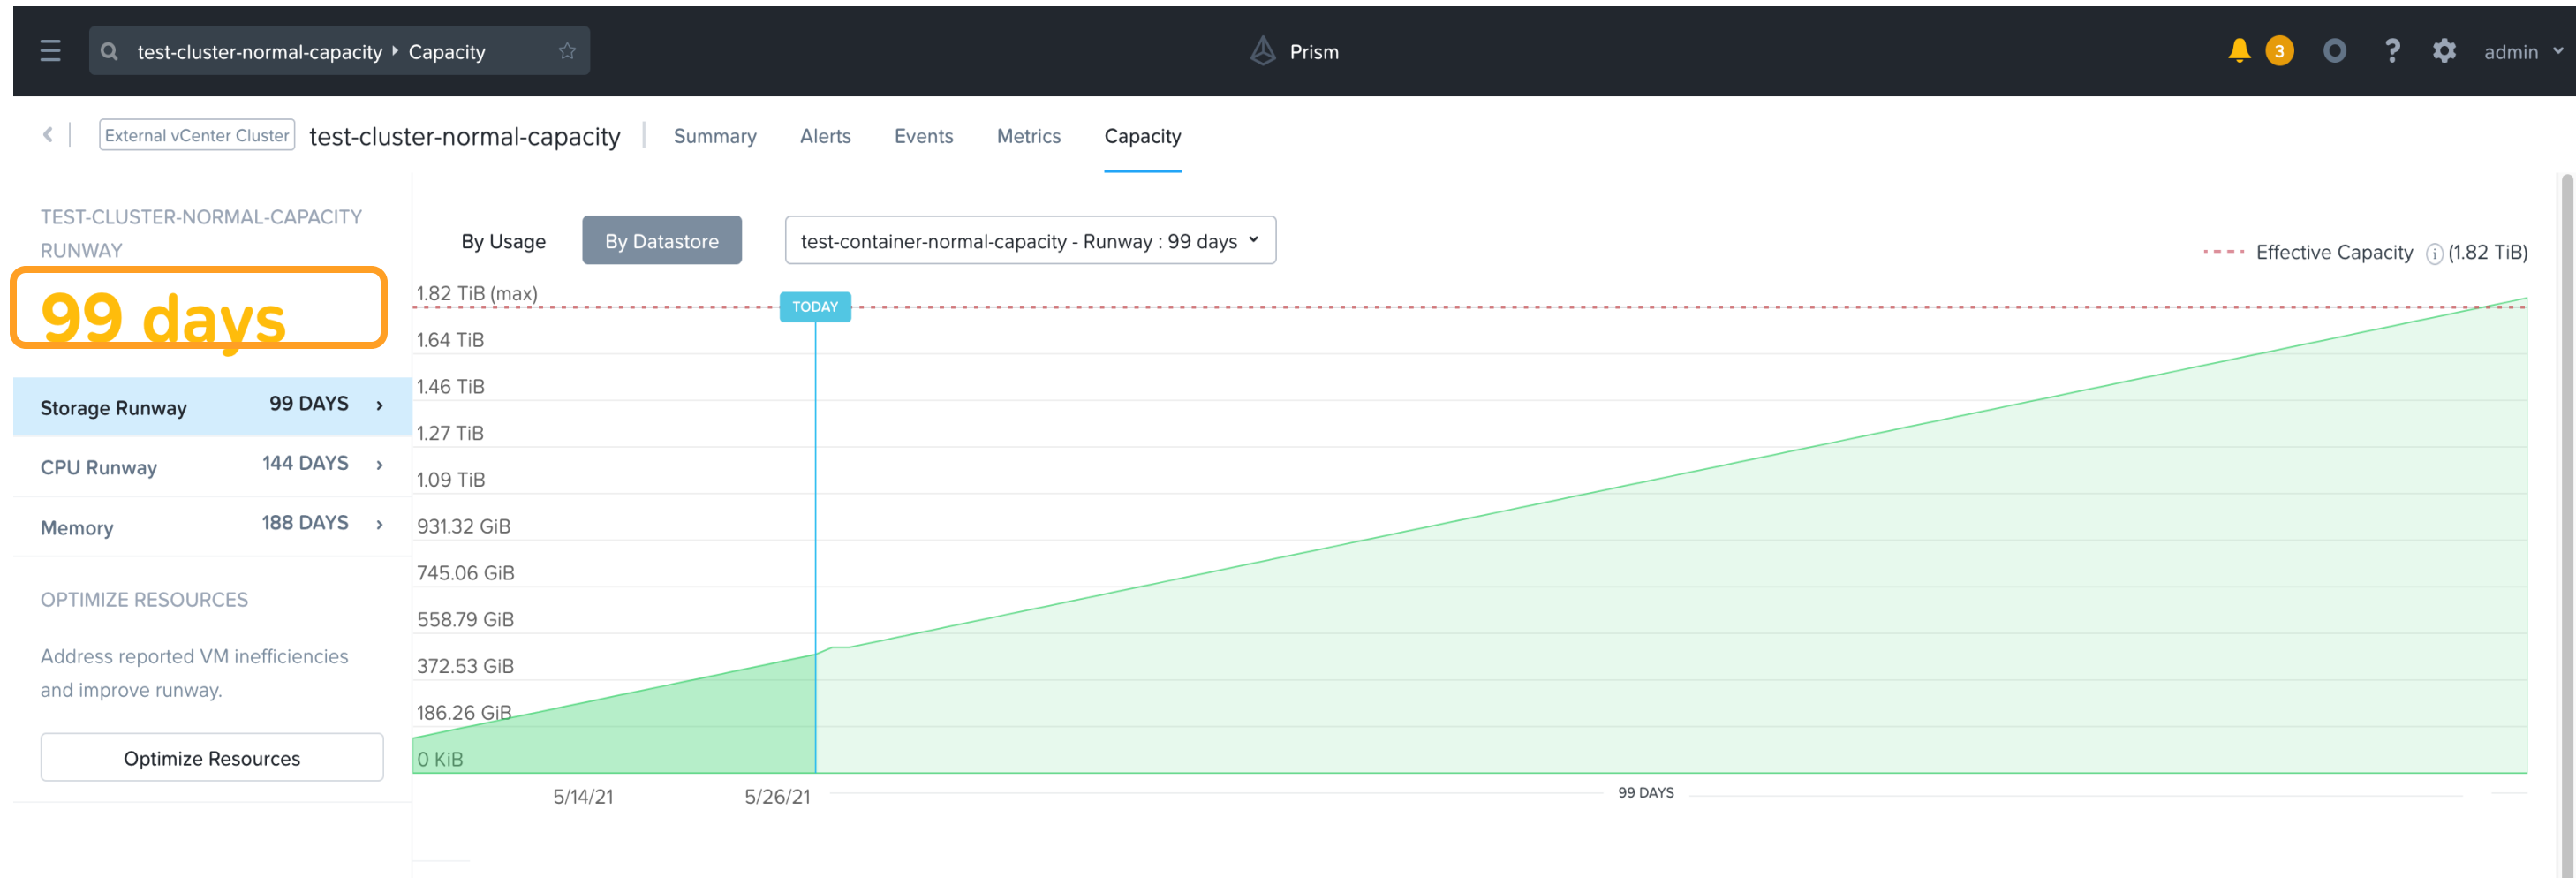 test-cluster-normal-capacity ▸ Capacity
Prism
3
?
admin
External vCenter Cluster
test-cluster-normal-capacity
Summary
Alerts
Events
Metrics
Capacity
TEST-CLUSTER-NORMAL-CAPACITY
RUNWAY
99 days
Storage Runway 99 DAYS
CPU Runway 144 DAYS
Memory 188 DAYS
OPTIMIZE RESOURCES
Address reported VM inefficiencies
and improve runway.
Optimize Resources
By Usage
By Datastore
test-container-normal-capacity - Runway : 99 days
Effective Capacity (1.82 TiB)
1.82 TiB (max)
TODAY
1.64 TiB
1.46 TiB
1.27 TiB
1.09 TiB
931.32 GiB
745.06 GiB
558.79 GiB
372.53 GiB
186.26 GiB
0 KiB
5/14/21
5/26/21
99 DAYS